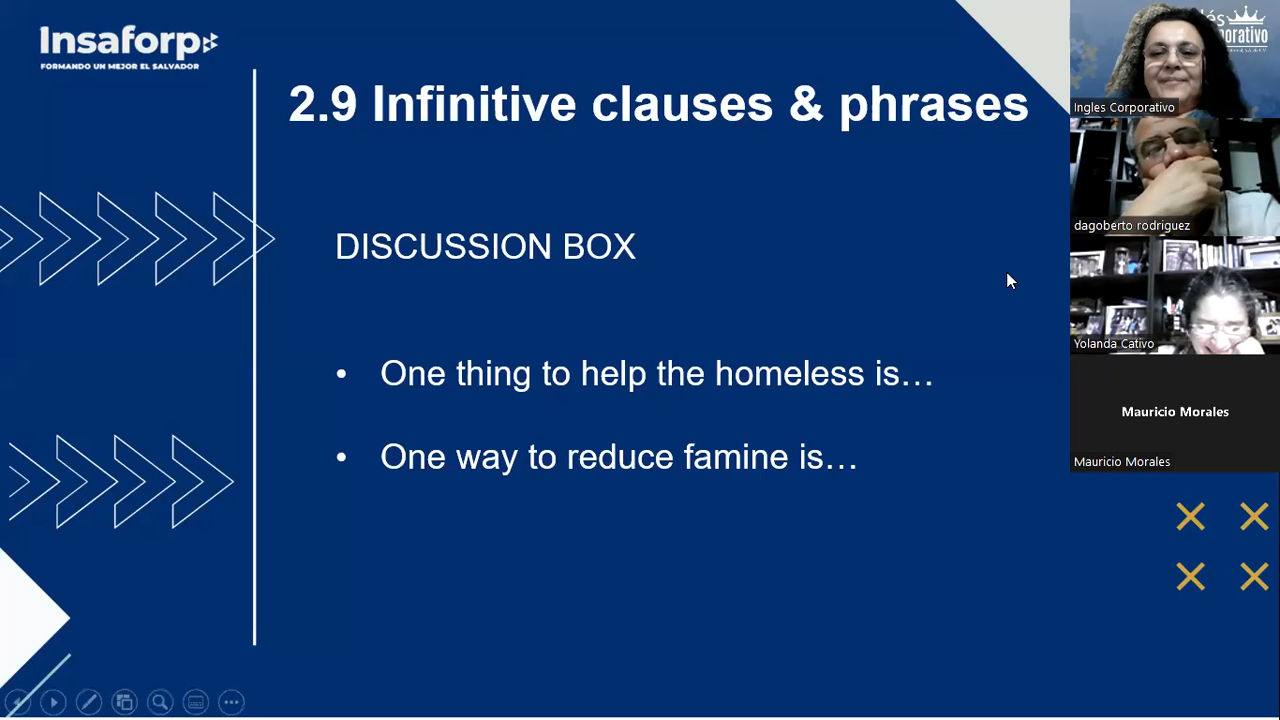 Insaforp
FORMANDO UN MEJOR EL SALVADOR
2.9 Infinitive clauses & phrases
DISCUSSION BOX
• One thing to help the homeless is…
• One way to reduce famine is…
Ingles Corporativo
dagoberto rodriguez
Yolanda Cativo
Mauricio Morales
Mauricio Morales